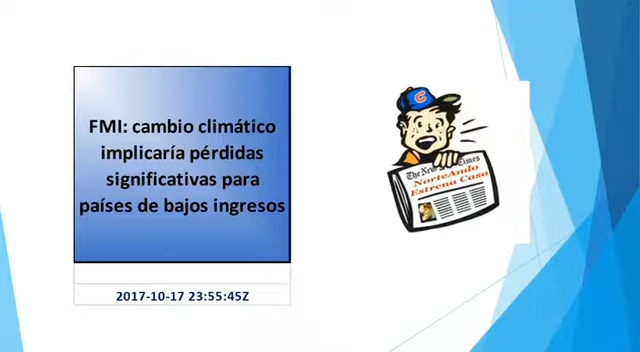 FMI: cambio climático
implicaría pérdidas
significativas para
países de bajos ingresos
2017-10-17 23:55:45Z
C
The New Times
NorteAndo
Estrena Casa